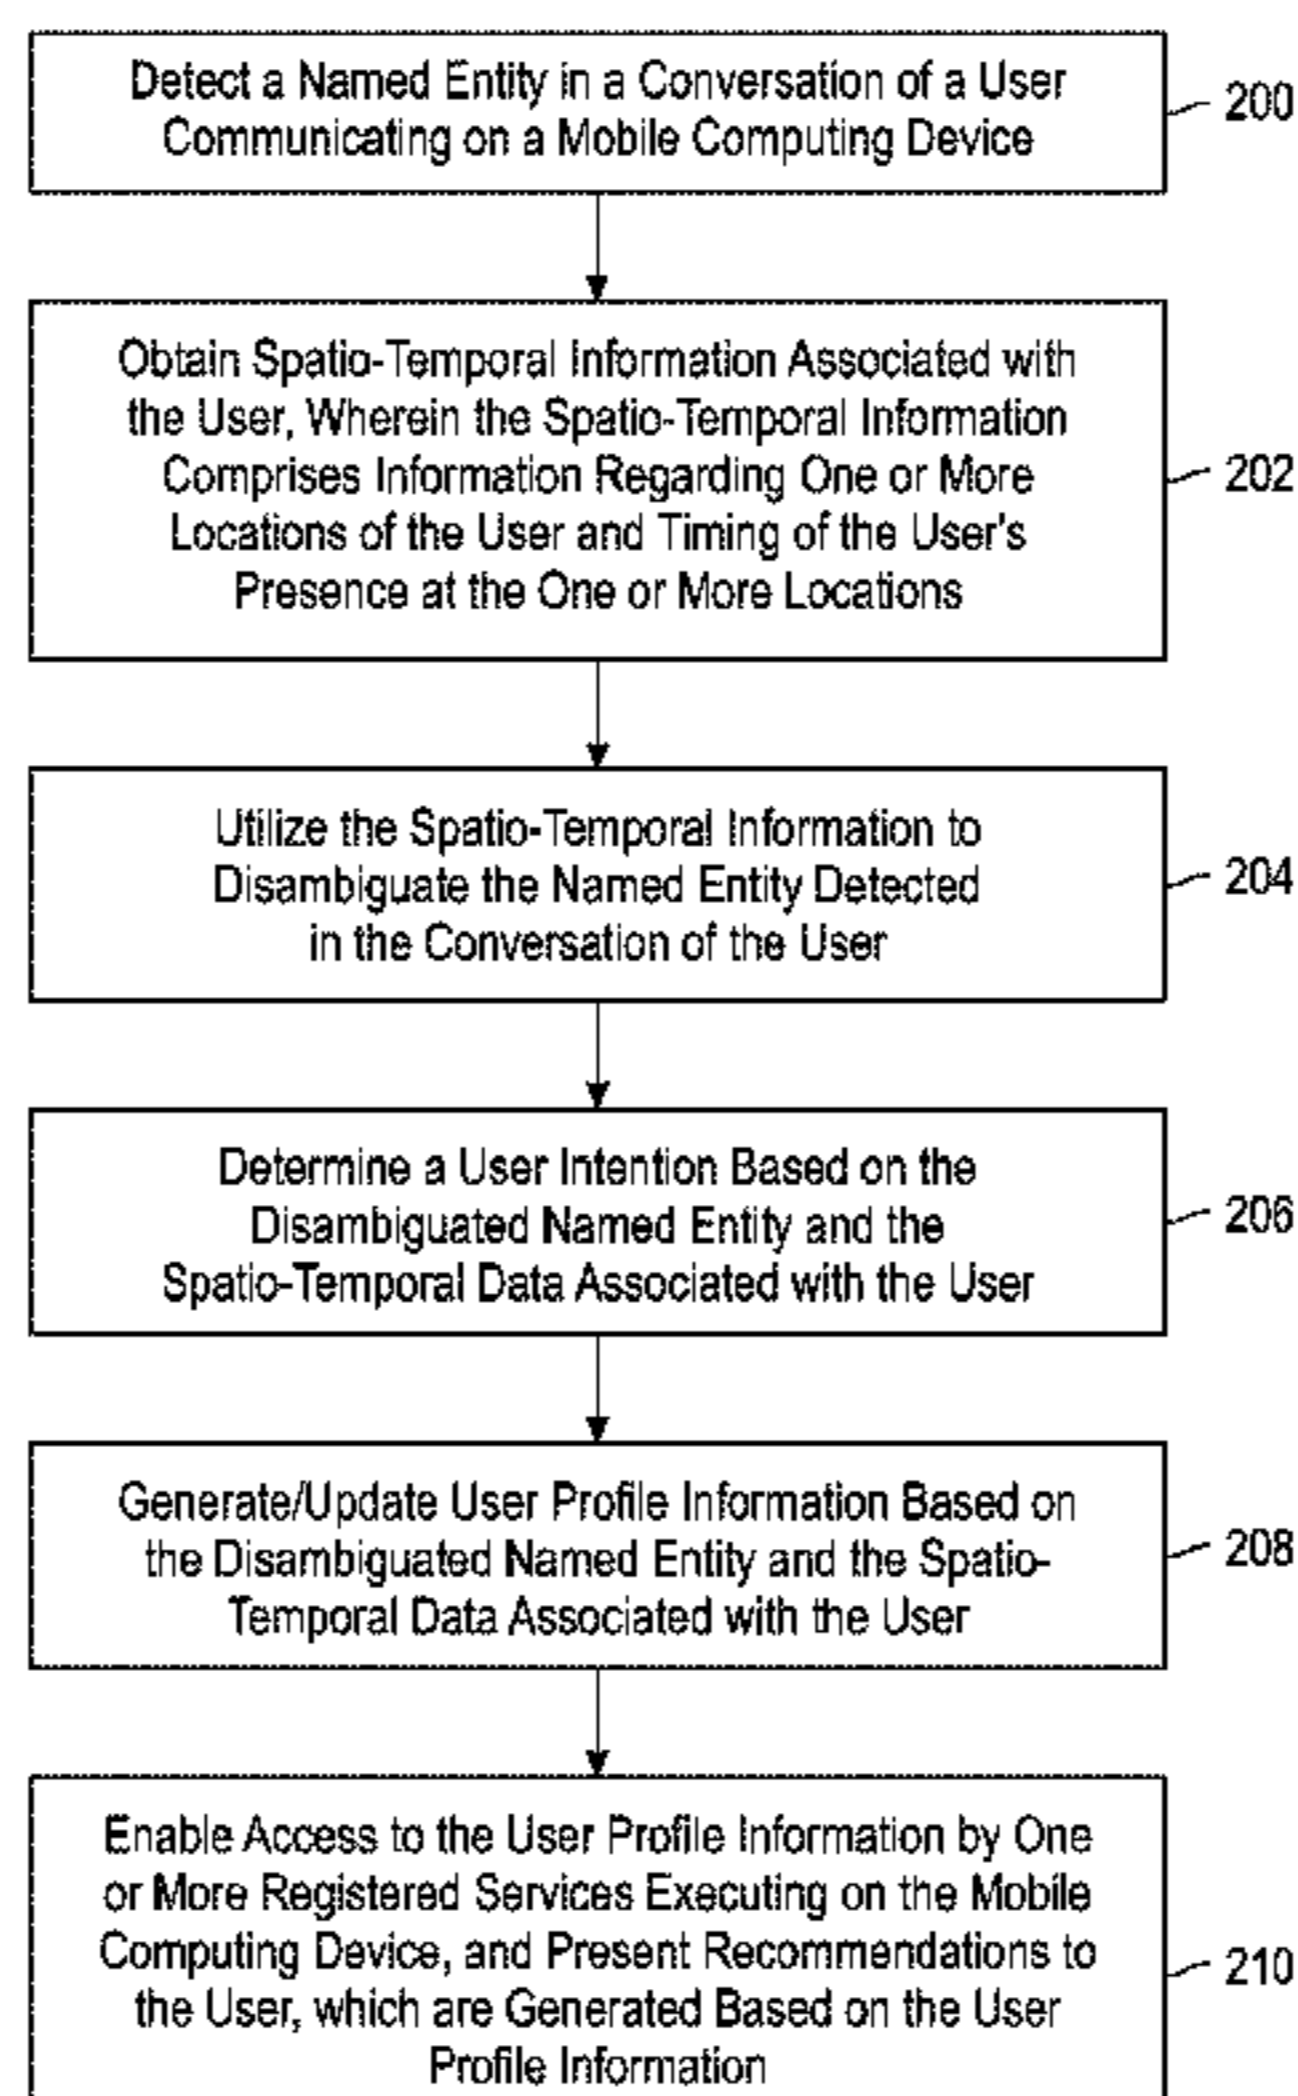 Detect a Named Entity in a Conversation of a User
Communicating on a Mobile Computing Device
200
Obtain Spatio-Temporal Information Associated with
the User, Wherein the Spatio-Temporal Information
Comprises Information Regarding One or More
Locations of the User and Timing of the User's
Presence at the One or More Locations
202
Utilize the Spatio-Temporal Information to
Disambiguate the Named Entity Detected
in the Conversation of the User
204
Determine a User Intention Based on the
Disambiguated Named Entity and the
Spatio-Temporal Data Associated with the User
206
Generate/Update User Profile Information Based on
the Disambiguated Named Entity and the Spatio-
Temporal Data Associated with the User
208
Enable Access to the User Profile Information by One
or More Registered Services Executing on the Mobile
Computing Device, and Present Recommendations to
the User, which are Generated Based on the User
Profile Information
210